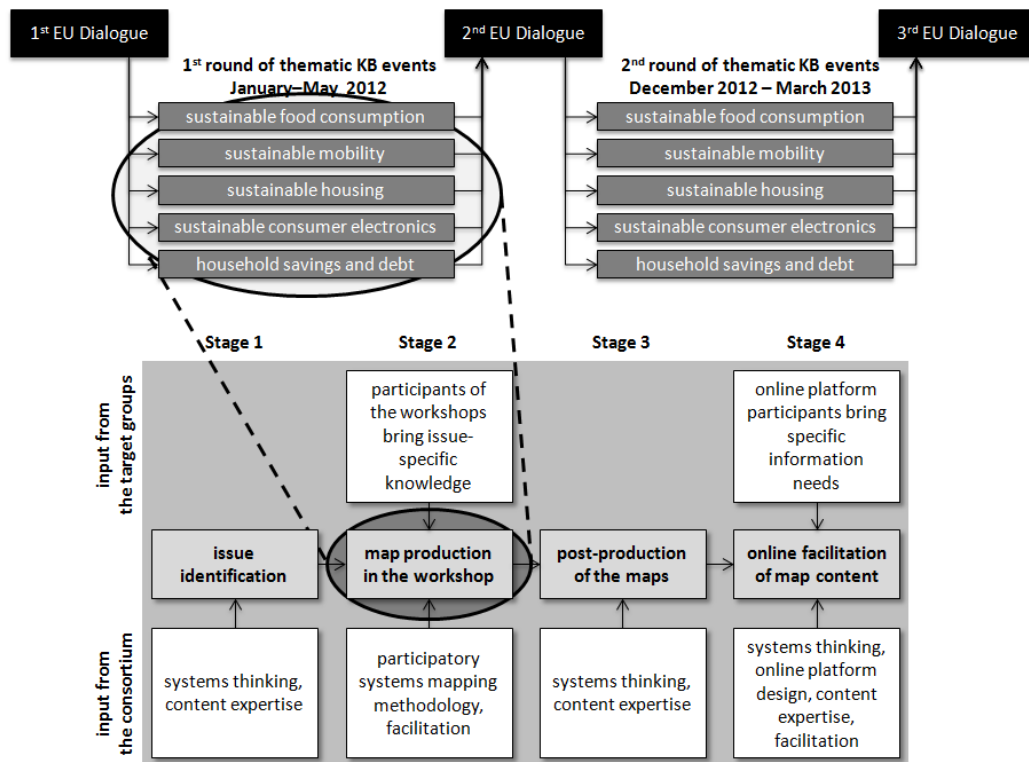 1st EU Dialogue
2nd EU Dialogue
3rd EU Dialogue
1st round of thematic KB events
January–May 2012
sustainable food consumption
sustainable mobility
sustainable housing
sustainable consumer electronics
household savings and debt
2nd round of thematic KB events
December 2012 – March 2013
sustainable food consumption
sustainable mobility
sustainable housing
sustainable consumer electronics
household savings and debt
Stage 1
Stage 2
Stage 3
Stage 4
input from
the target groups
participants of
the workshops
bring issue-
specific
knowledge
online platform
participants bring
specific
information
needs
issue
identification
map production
in the workshop
post-production
of the maps
online facilitation
of map content
input from
the consortium
systems thinking,
content expertise
participatory
systems mapping
methodology,
facilitation
systems thinking,
content expertise
systems thinking,
online platform
design, content
expertise,
facilitation